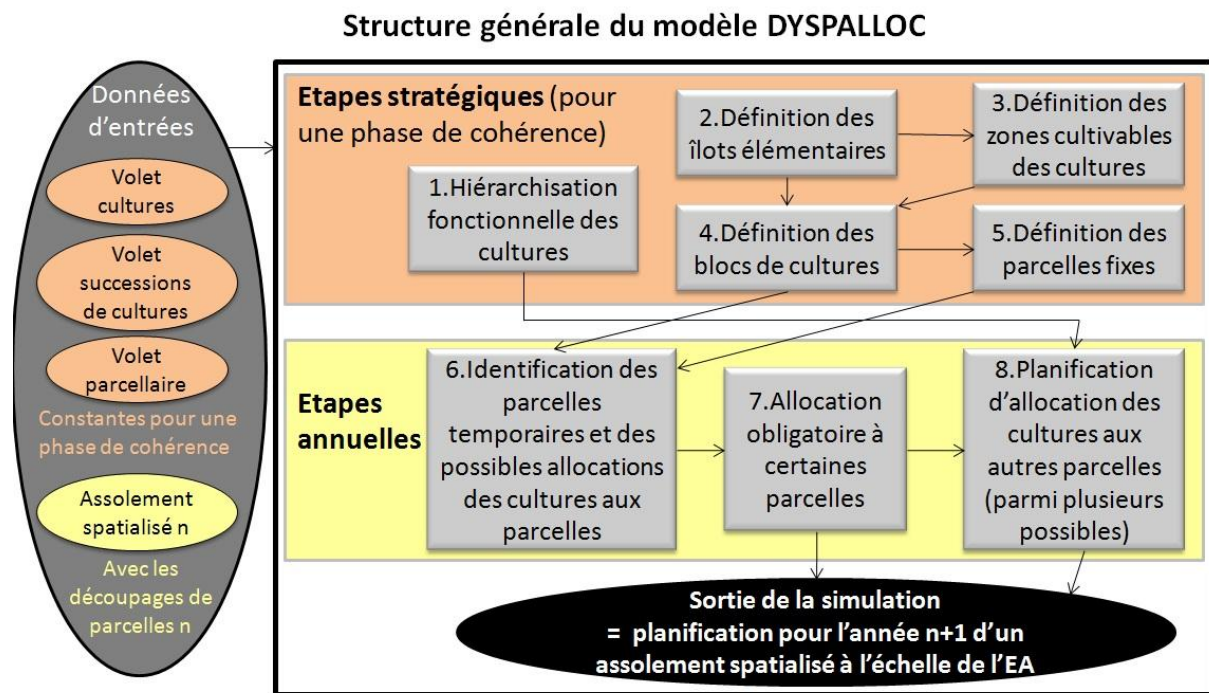 Structure générale du modèle DYSPALLOC
Données
d'entrées
Volet
cultures
Volet
successions
de cultures
Volet
parcellaire
Constantes pour une
phase de cohérence
Assolement
spatialisé n
Avec les
découpages de
parcelles n
Etapes stratégiques (pour
une phase de cohérence)
1.Hiérarchisation
fonctionnelle des
cultures
2.Définition des
îlots élémentaires
3.Définition des
zones cultivables
des cultures
4.Définition des
blocs de cultures
5.Définition des
parcelles fixes
Etapes
annuelles
6.Identification des
parcelles
temporaires et des
possibles allocations
des cultures aux
parcelles
7.Allocation
obligatoire à
certaines
parcelles
8.Planification
d'allocation des
cultures aux
autres parcelles
(parmi plusieurs
possibles)
Sortie de la simulation
= planification pour l'année n+1 d'un
assolement spatialisé à l'échelle de l'EA